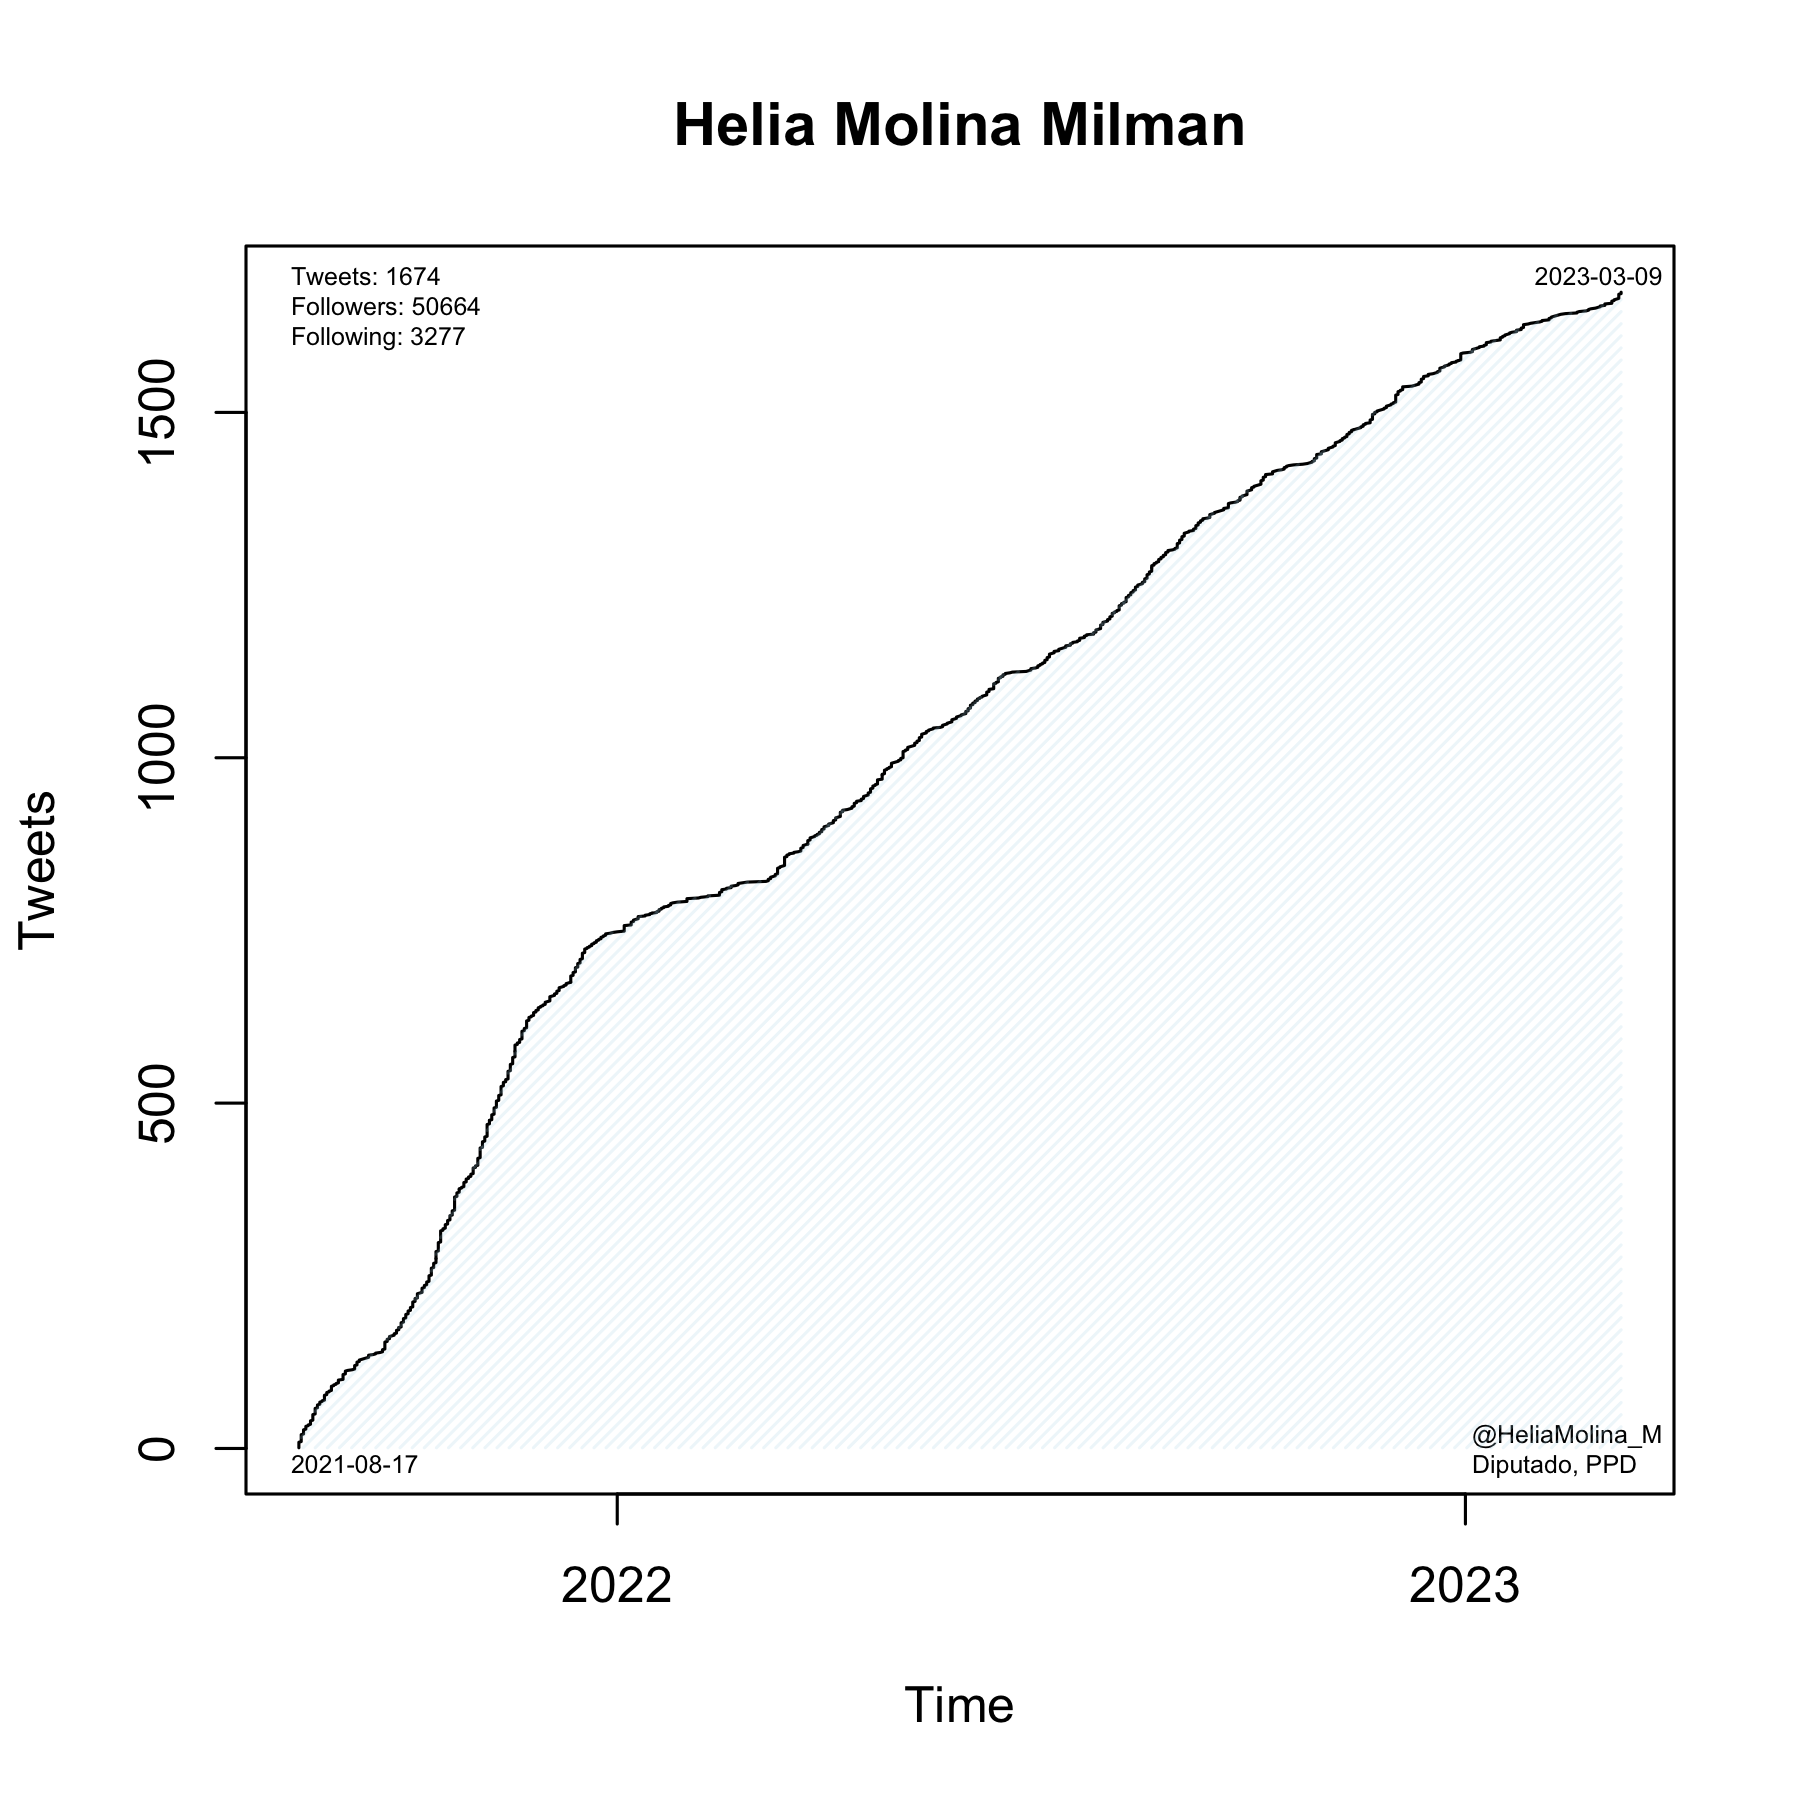 Helia Molina Milman
Tweets: 1674
Followers: 50664
Following: 3277
2023-03-09
1500
1000
500
0
Tweets
@HeliaMolina_M
Diputado, PPD
2021-08-17
2022
2023
Time